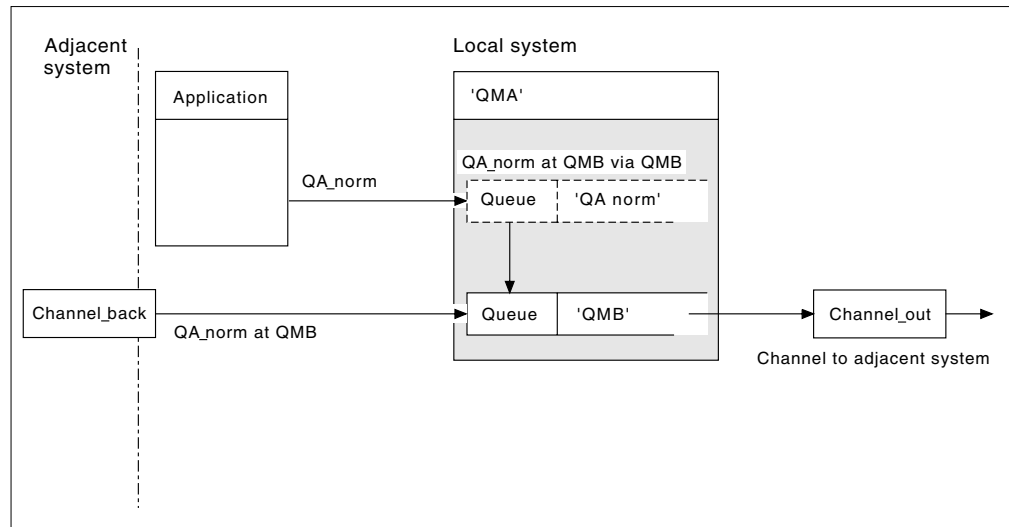 Adjacent
system
Local system
Application
'QMA'
QA_norm at QMB via QMB
QA_norm
Queue
'QA norm'
Channel_back
QA_norm at QMB
Queue
'QMB'
Channel_out
Channel to adjacent system